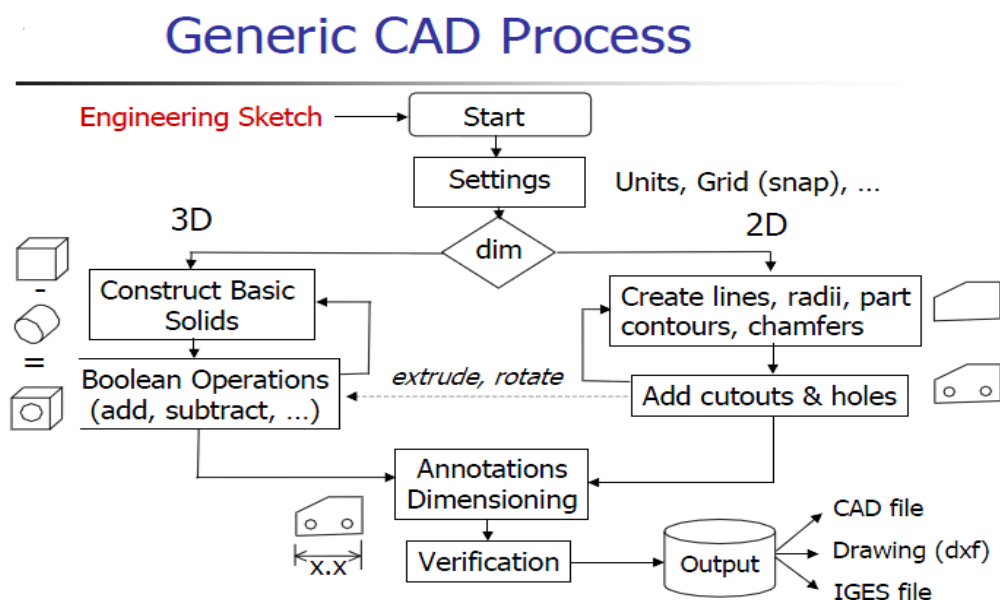 Generic CAD Process
Engineering Sketch
Start
Settings
Units, Grid (snap), ...
3D
dim
2D
Construct Basic
Solids
Create lines, radii, part
contours, chamfers
-
=
Boolean Operations
(add, subtract, ...)
extrude, rotate
Add cutouts & holes
Annotations
Dimensioning
x.x
Verification
Output
CAD file
Drawing (dxf)
IGES file